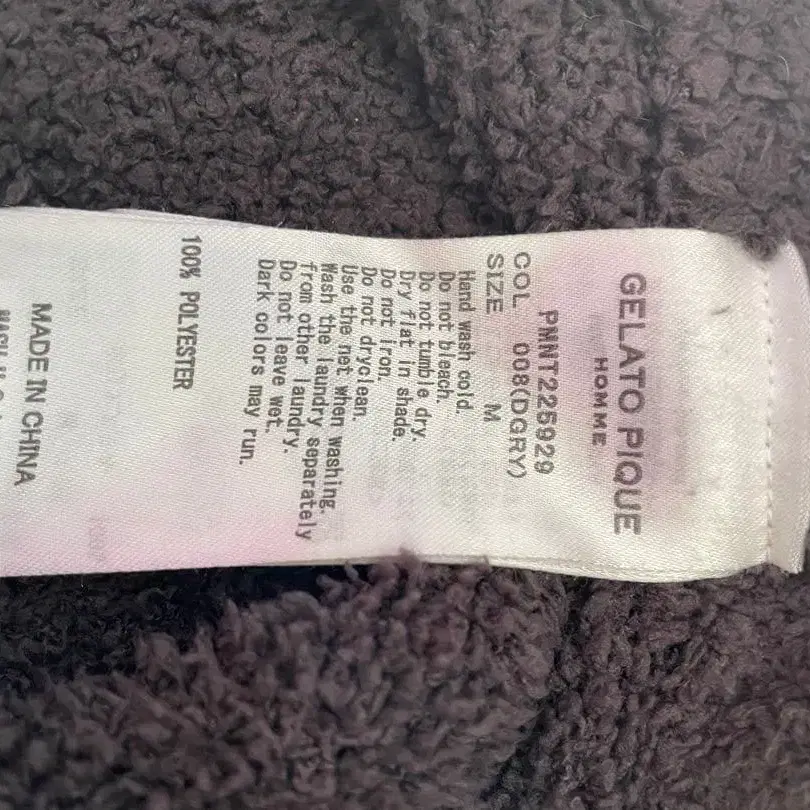 GELATO PIQUE
HOMME
PMNT225929
COL 008(DGRY)
SIZE M
Hand wash cold.
Do not bleach.
Do not tumble dry.
Dry flat in shade.
Do not iron.
Do not dryclean.
Use the net when washing.
Wash the laundry separately
from other laundry.
Do not leave wet.
Dark colors may run.
100% POLYESTER
MADE IN CHINA